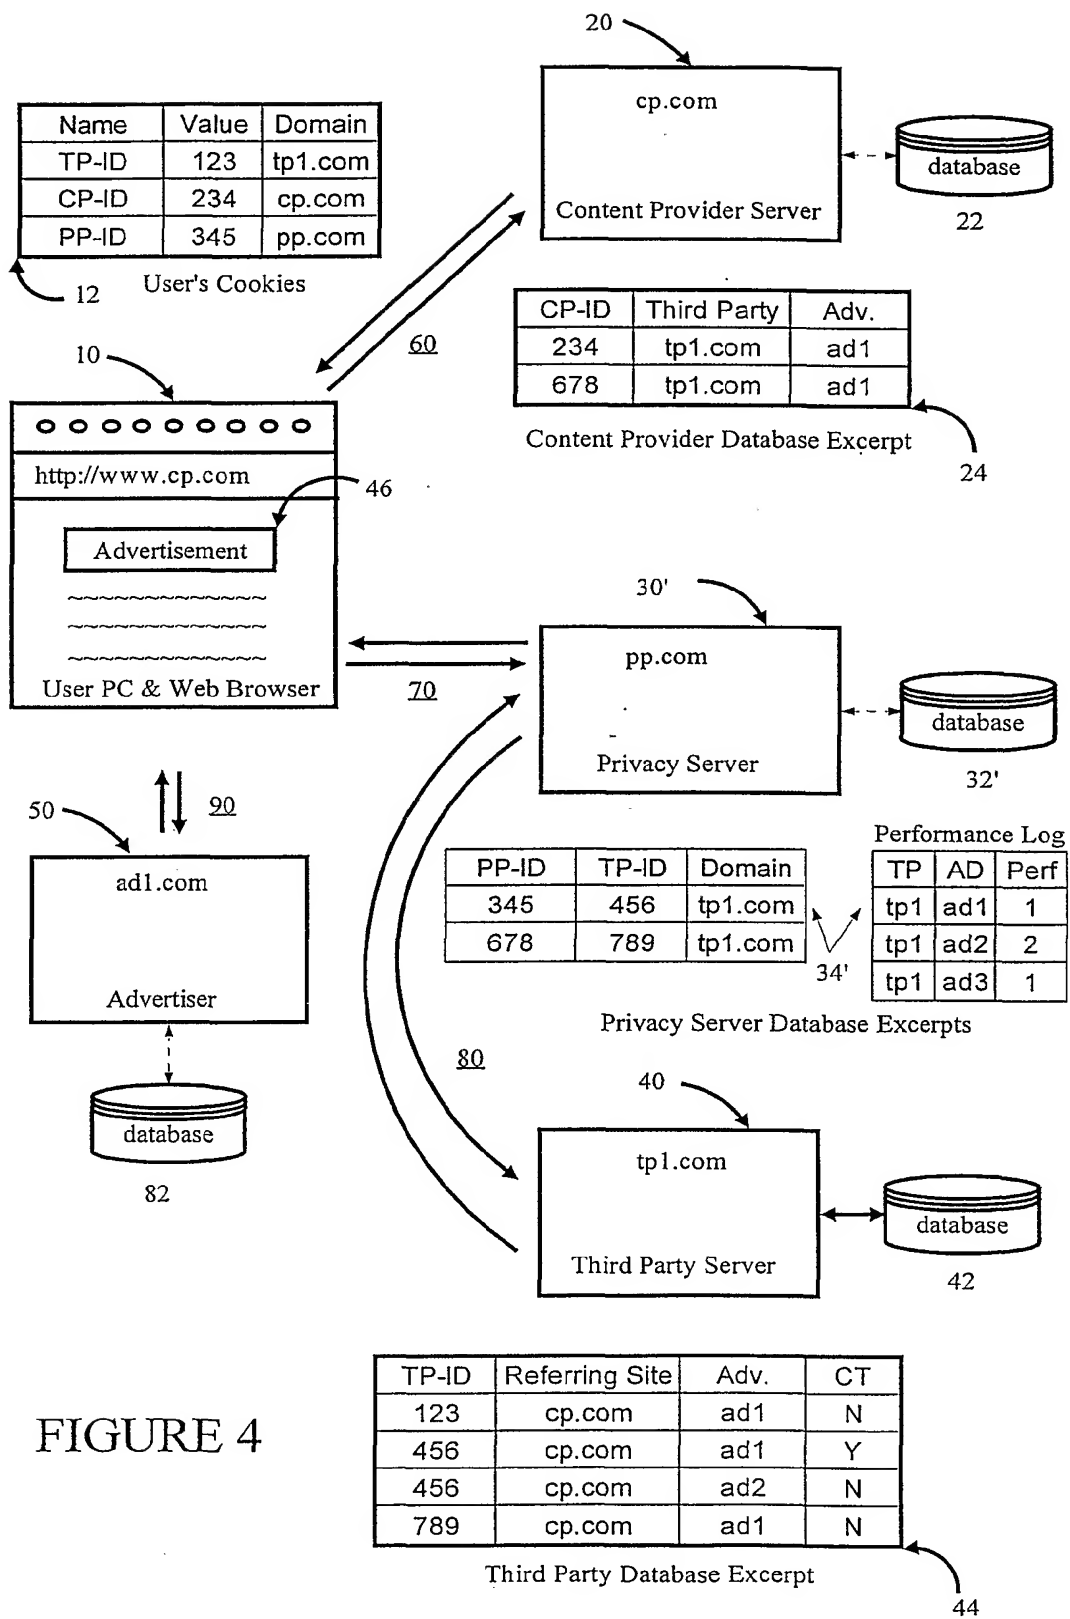 20
cp.com
Content Provider Server
database
22
Name Value Domain
TP-ID 123 tp1.com
CP-ID 234 cp.com
PP-ID 345 pp.com
User's Cookies
12
60
CP-ID Third Party Adv.
234 tp1.com ad1
678 tp1.com ad1
Content Provider Database Excerpt
24
10
http://www.cp.com
46
Advertisement
~~~~~~~~~~~~~
~~~~~~~~~~~~~
~~~~~~~~~~~~~
User PC & Web Browser
70
30'
pp.com
Privacy Server
database
32'
90
50
ad1.com
Advertiser
database
82
PP-ID TP-ID Domain
345 456 tp1.com
678 789 tp1.com
34'
Performance Log
TP AD Perf
tp1 ad1 1
tp1 ad2 2
tp1 ad3 1
Privacy Server Database Excerpts
80
40
tp1.com
Third Party Server
database
42
TP-ID Referring Site Adv. CT
123 cp.com ad1 N
456 cp.com ad1 Y
456 cp.com ad2 N
789 cp.com ad1 N
Third Party Database Excerpt
44
FIGURE 4